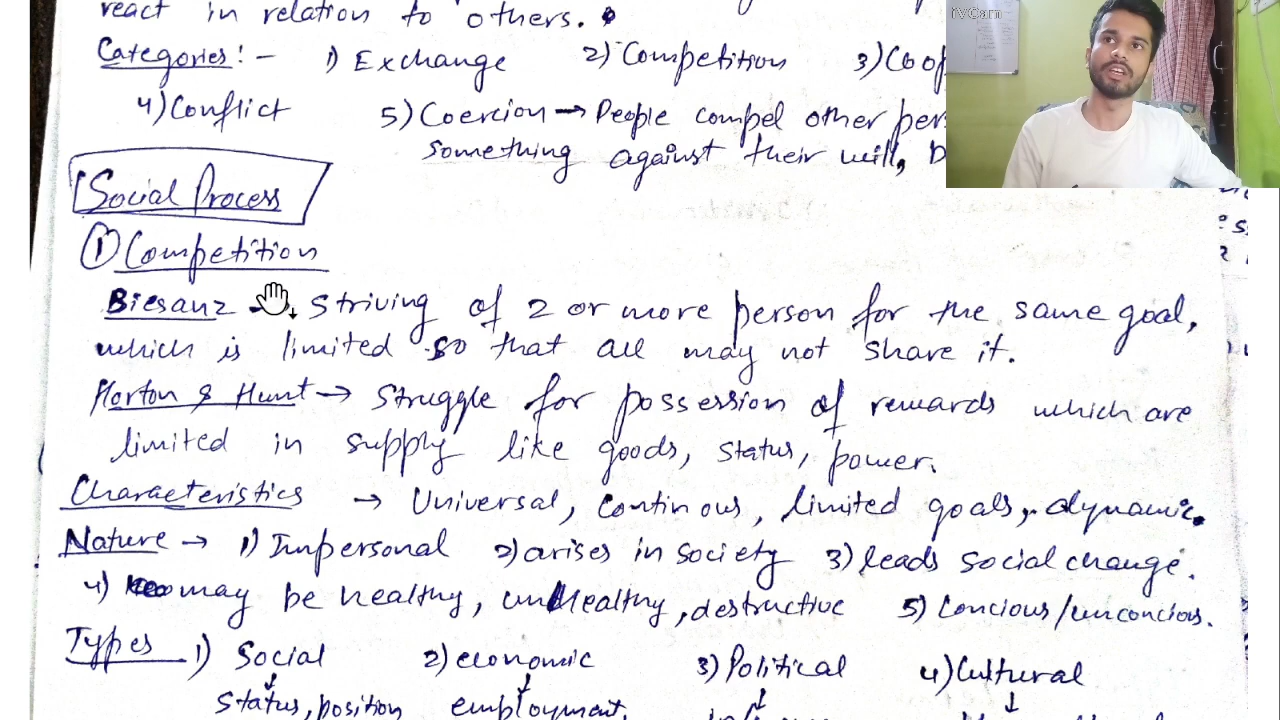 react in relation to others.
ivCam
Categories:- 1) Exchange 2) Competition 3)
4) Conflict 5) Coercion → People compel other
something against their will,
Social Process
① Competition
Biesanz → Striving of 2 or more person for the same goal,
which is limited so that all may not share it.
Horton & Hunt → Struggle for possession of rewards which are
limited in supply like goods, status, power.
Characteristics → Universal, Continous, limited goals, dynamic.
Nature → 1) Impersonal 2) arises in society 3) leads social change.
4) may be healthy, unhealthy, destructive 5) Concious/unconcious.
Types 1) Social 2) economic 3) Political 4) Cultural
status, position employment,